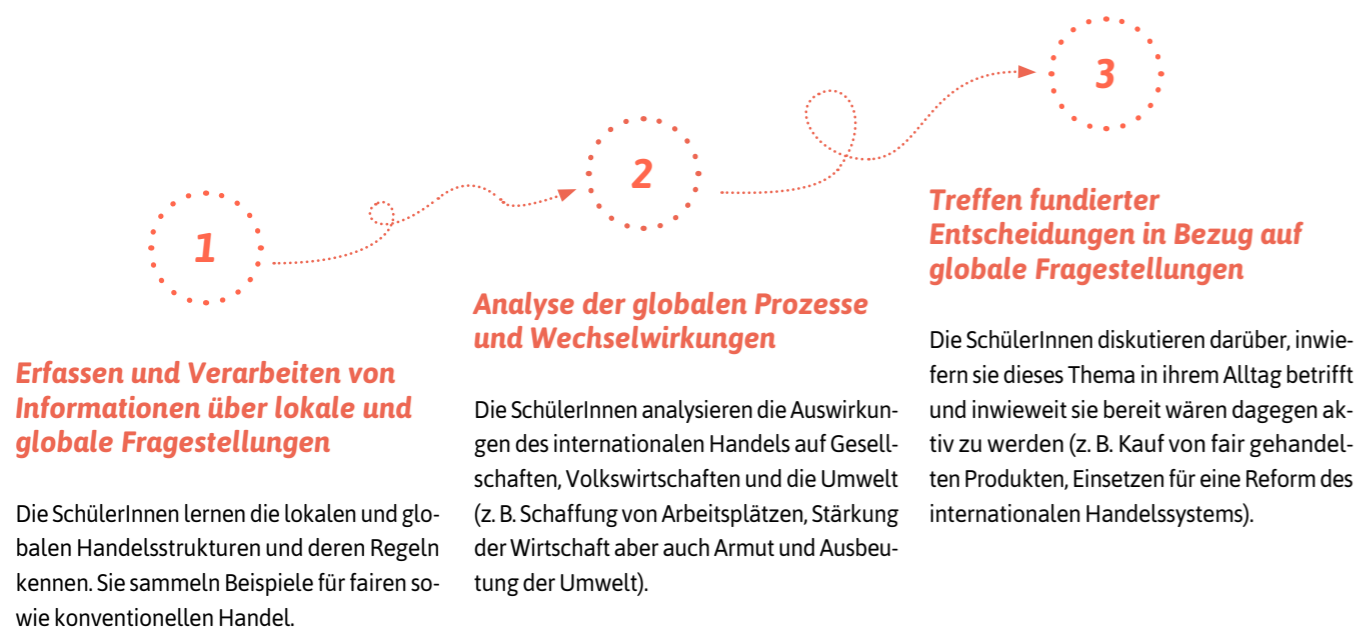 1
Erfassen und Verarbeiten von
Informationen über lokale und
globale Fragestellungen
Die SchülerInnen lernen die lokalen und glo-
balen Handelsstrukturen und deren Regeln
kennen. Sie sammeln Beispiele für fairen so-
wie konventionellen Handel.
2
Analyse der globalen Prozesse
und Wechselwirkungen
Die SchülerInnen analysieren die Auswirkun-
gen des internationalen Handels auf Gesell-
schaften, Volkswirtschaften und die Umwelt
(z. B. Schaffung von Arbeitsplätzen, Stärkung
der Wirtschaft aber auch Armut und Ausbeu-
tung der Umwelt).
3
Treffen fundierter
Entscheidungen in Bezug auf
globale Fragestellungen
Die SchülerInnen diskutieren darüber, inwie-
fern sie dieses Thema in ihrem Alltag betrifft
und inwieweit sie bereit wären dagegen ak-
tiv zu werden (z. B. Kauf von fair gehandel-
ten Produkten, Einsetzen für eine Reform des
internationalen Handelssystems).